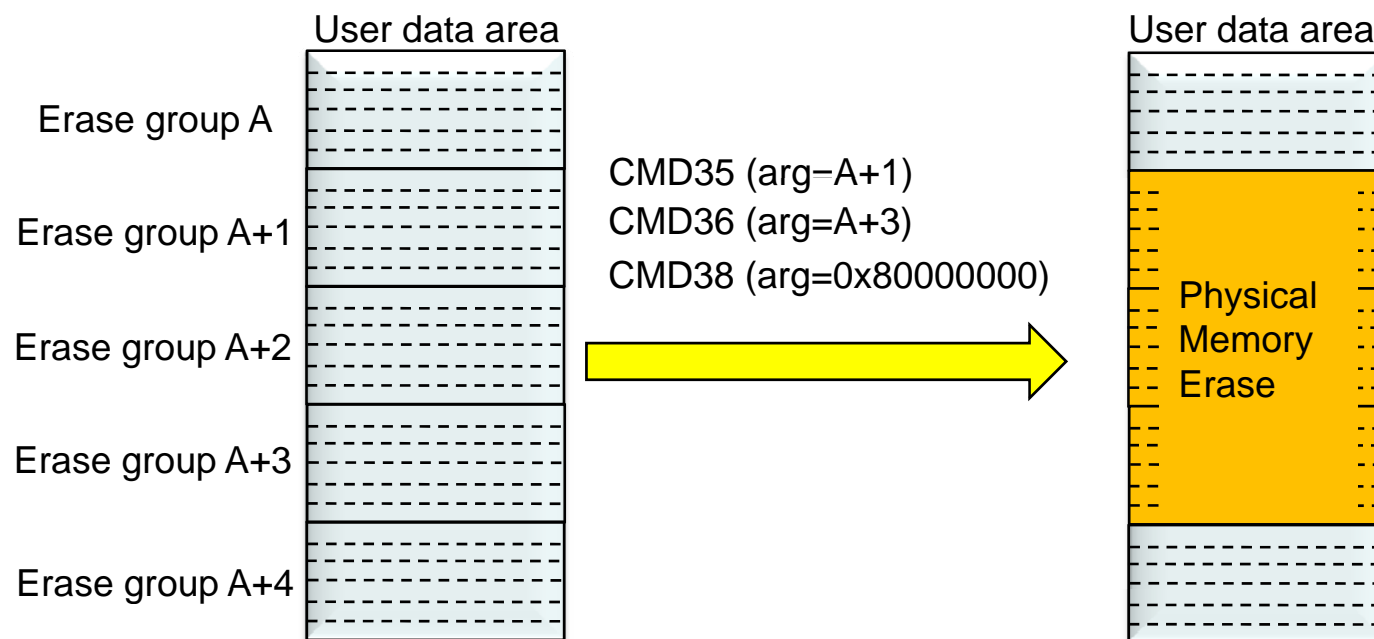 User data area
User data area
Erase group A
Erase group A+1
Erase group A+2
Erase group A+3
Erase group A+4
CMD35 (arg−A+1)
CMD36 (arg=A+3)
CMD38 (arg=0x80000000)
Physical
Memory
Erase